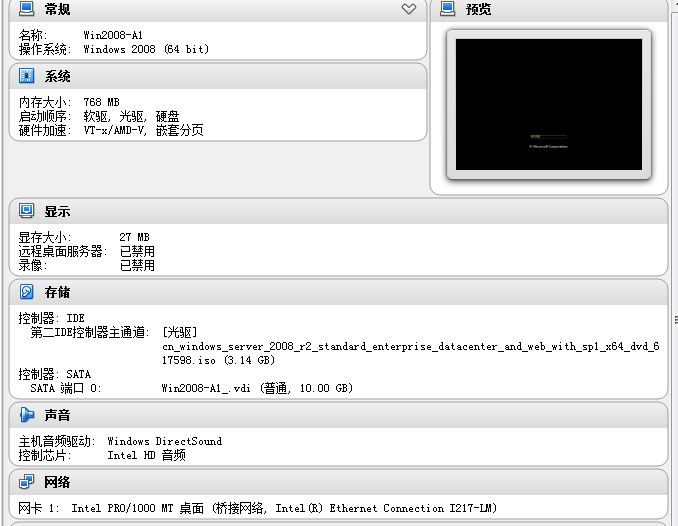 常规
名称: Win2008-A1
操作系统: Windows 2008 (64 bit)
预览
© Microsoft Corporation
系统
内存大小: 768 MB
启动顺序: 软驱, 光驱, 硬盘
硬件加速: VT-x/AMD-V, 嵌套分页
显示
显存大小: 27 MB
远程桌面服务器: 已禁用
录像: 已禁用
存储
控制器: IDE
第二IDE控制器主通道: [光驱]
cn_windows_server_2008_r2_standard_enterprise_datacenter_and_web_with_sp1_x64_dvd_6
17598.iso (3.14 GB)
控制器: SATA
SATA 端口 0: Win2008-A1_.vdi (普通, 10.00 GB)
声音
主机音频驱动: Windows DirectSound
控制芯片: Intel HD 音频
网络
网卡 1: Intel PRO/1000 MT 桌面 (桥接网络, Intel(R) Ethernet Connection I217-LM)